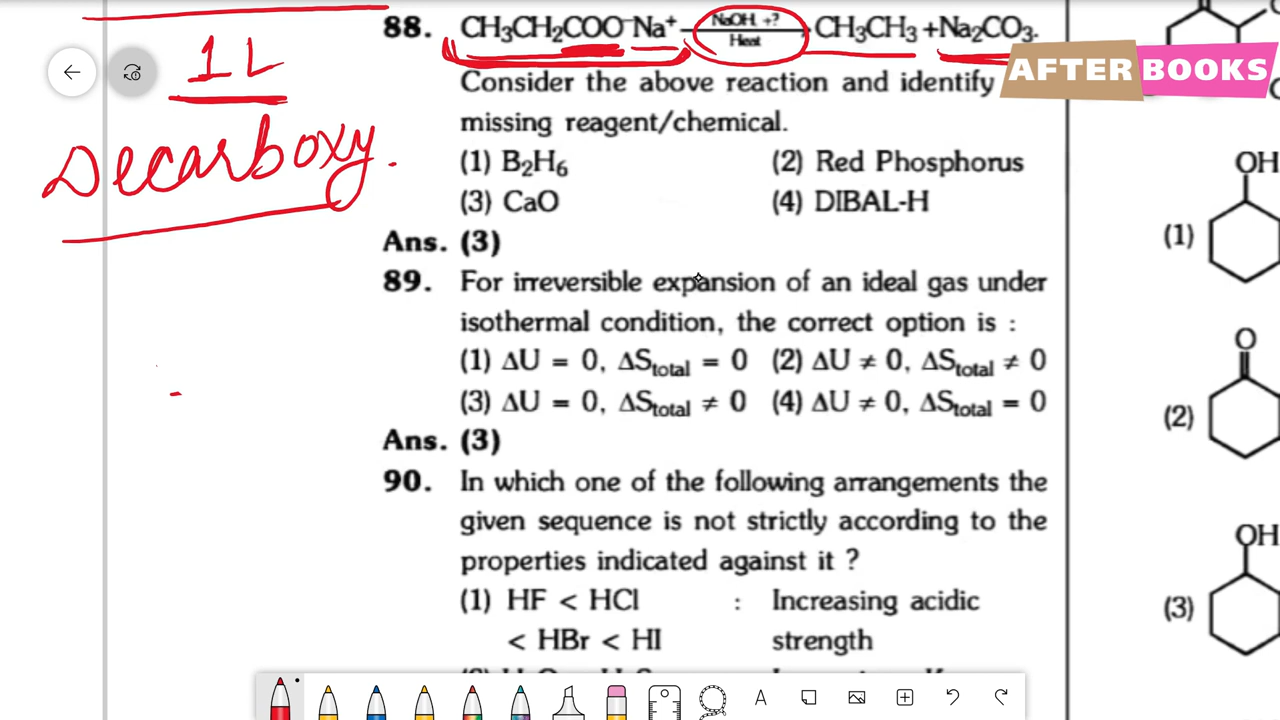 1L
Decarboxy.
88. CH₃CH₂COO⁻Na⁺ NaOH, +? Heat CH₃CH₃ + Na₂CO₃.
Consider the above reaction and identify
missing reagent/chemical.
(1) B₂H₆ (2) Red Phosphorus
(3) CaO (4) DIBAL-H
Ans. (3)
89. For irreversible expansion of an ideal gas under
isothermal condition, the correct option is :
(1) ΔU = 0, ΔStotal = 0 (2) ΔU ≠ 0, ΔStotal ≠ 0
(3) ΔU = 0, ΔStotal ≠ 0 (4) ΔU ≠ 0, ΔStotal = 0
Ans. (3)
90. In which one of the following arrangements the
given sequence is not strictly according to the
properties indicated against it ?
(1) HF < HCl : Increasing acidic
< HBr < HI strength
AFTER BOOKS
OH
(1)
O
(2)
OH
(3)
A